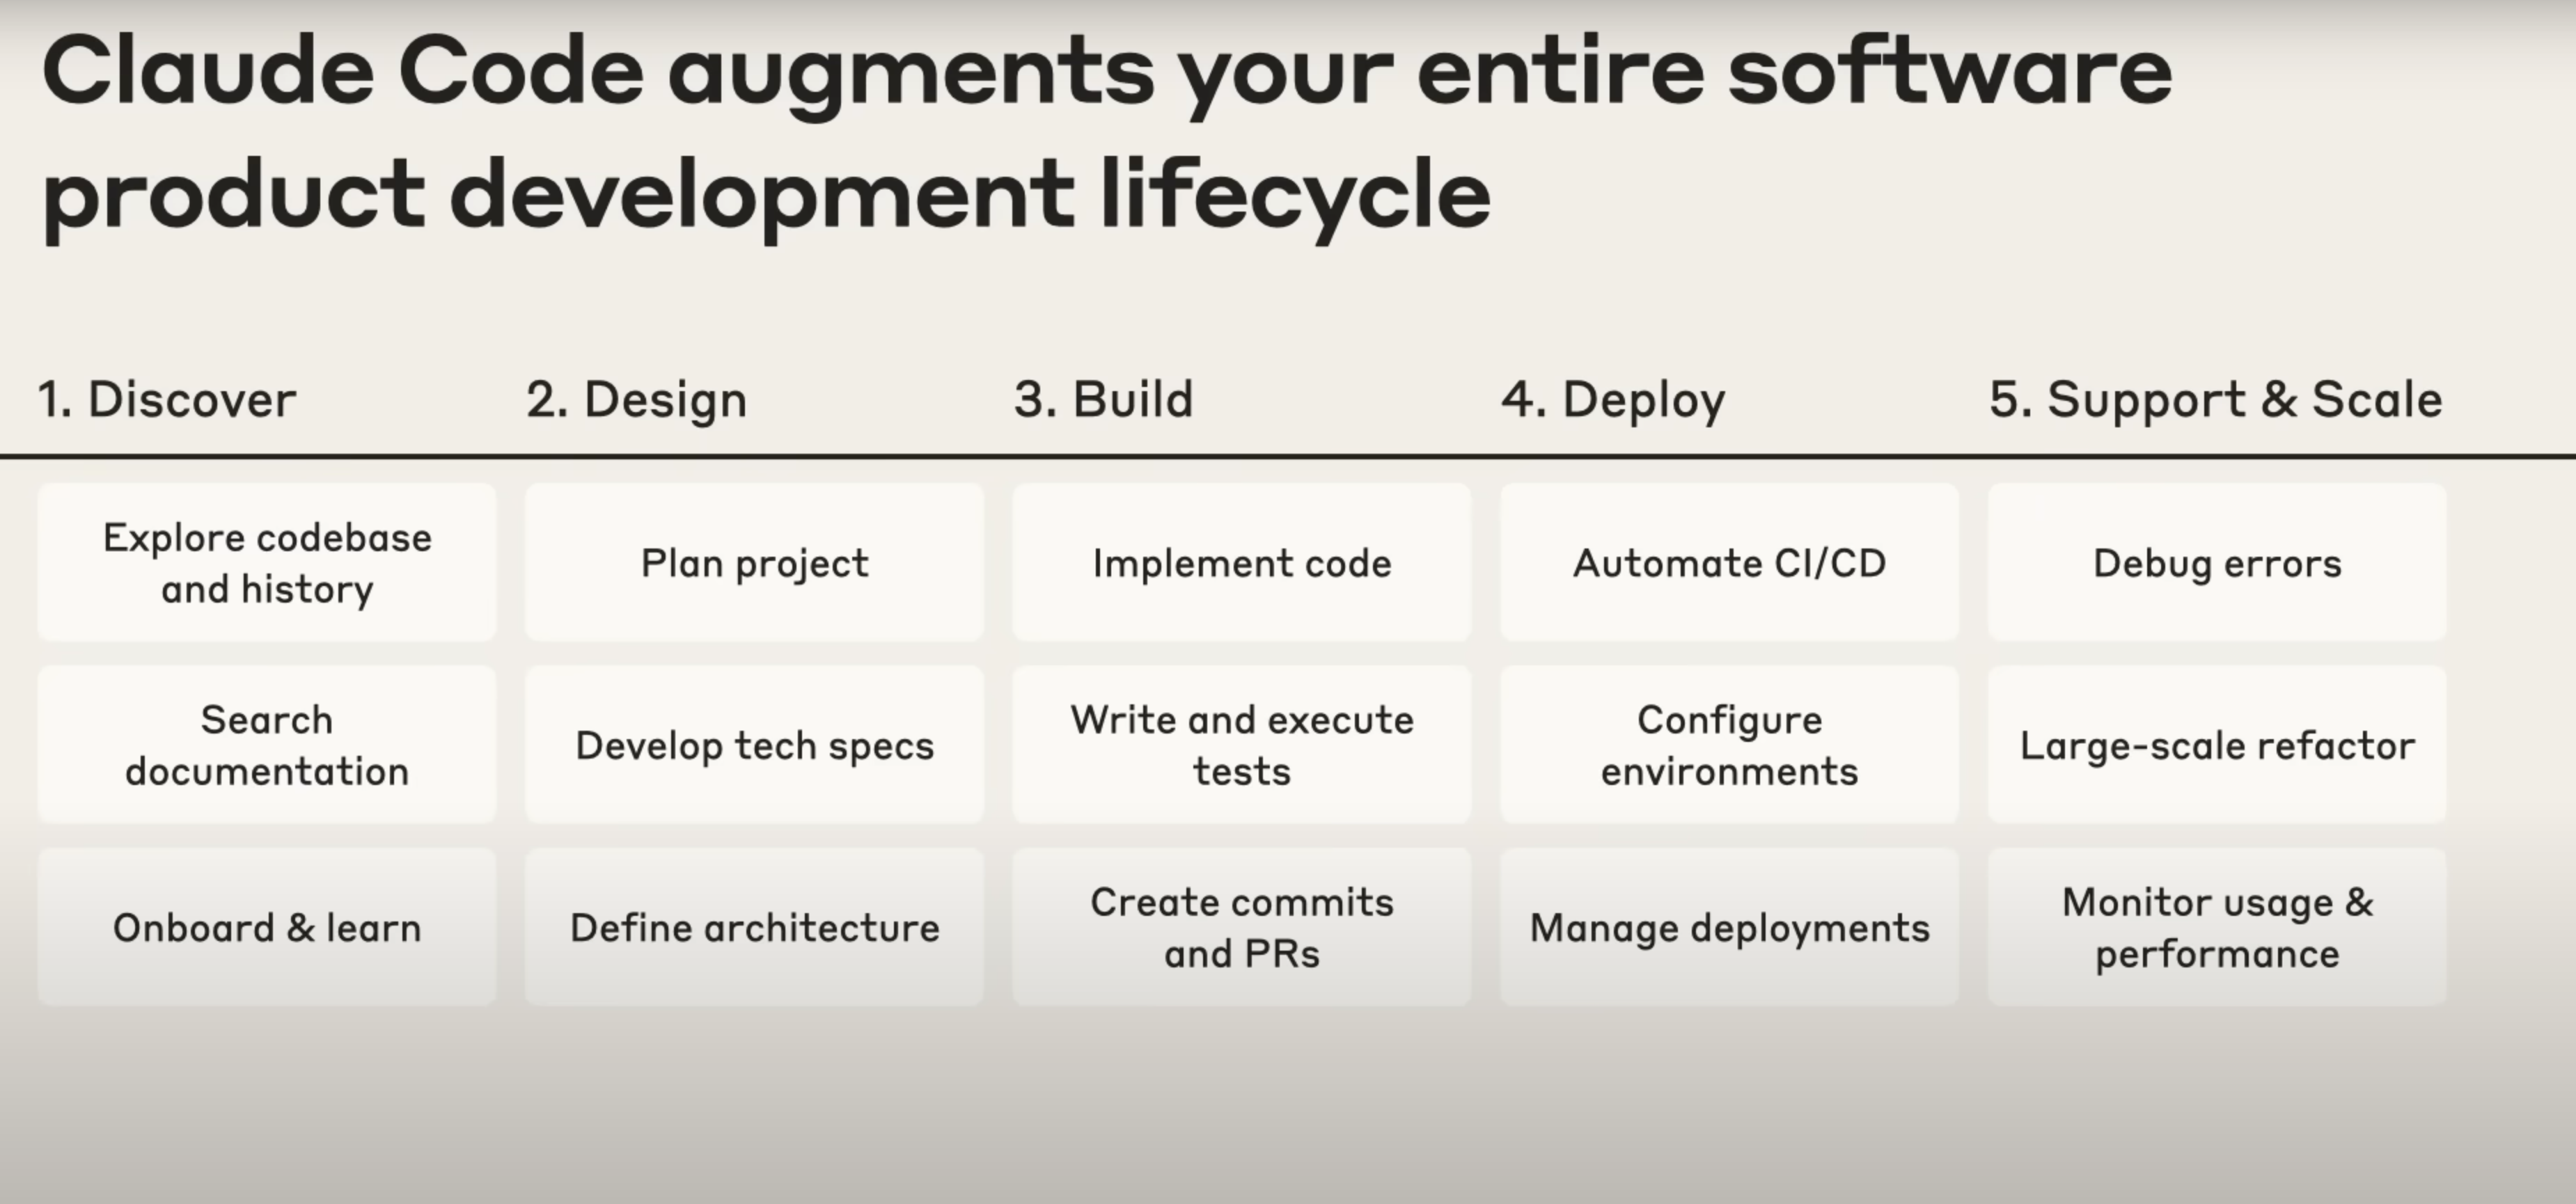 Claude Code augments your entire software
product development lifecycle
1. Discover
2. Design
3. Build
4. Deploy
5. Support & Scale
Explore codebase
and history
Plan project
Implement code
Automate CI/CD
Debug errors
Search
documentation
Develop tech specs
Write and execute
tests
Configure
environments
Large-scale refactor
Onboard & learn
Define architecture
Create commits
and PRs
Manage deployments
Monitor usage &
performance